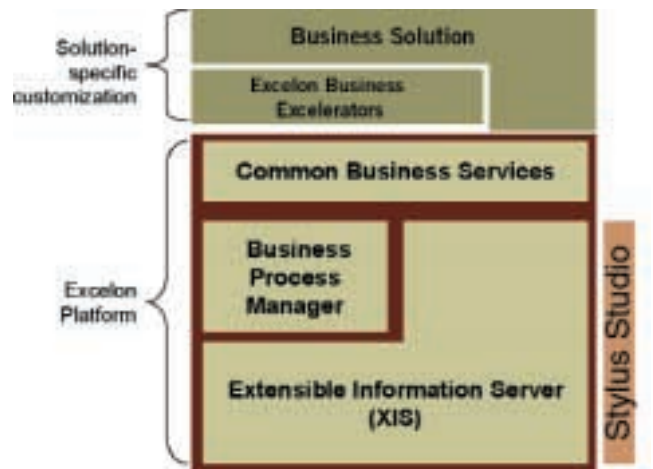 Solution-
specific
customization
Business Solution
Excelon Business
Excelerators
Excelon
Platform
Common Business Services
Business
Process
Manager
Extensible Information Server
(XIS)
Stylus Studio